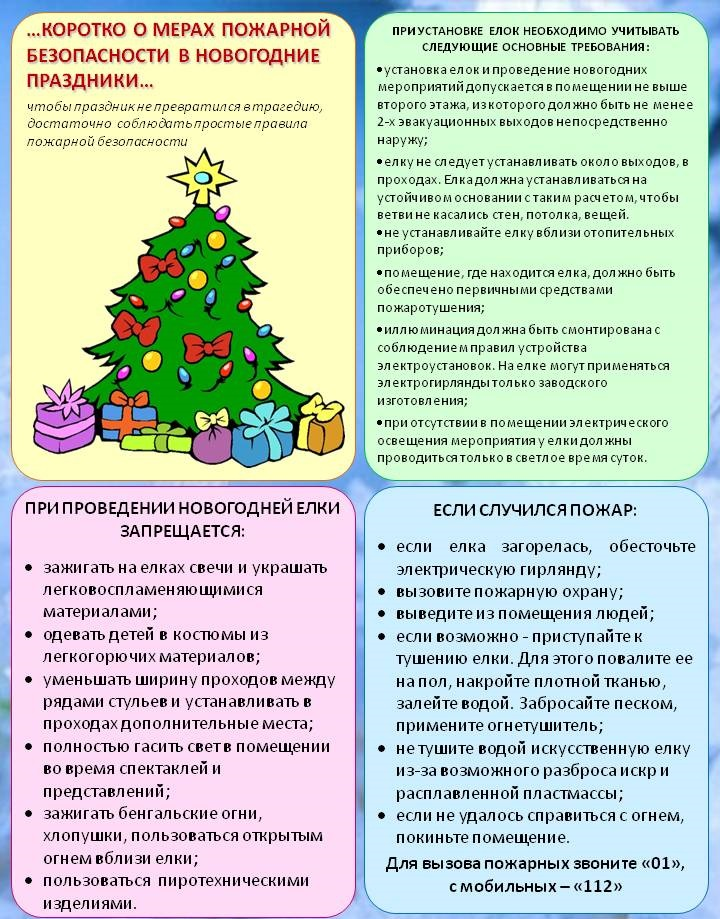 ...КОРОТКО О МЕРАХ ПОЖАРНОЙ
БЕЗОПАСНОСТИ В НОВОГОДНИЕ
ПРАЗДНИКИ...
чтобы праздник не превратился в трагедию,
достаточно соблюдать простые правила
пожарной безопасности
ПРИ УСТАНОВКЕ ЕЛОК НЕОБХОДИМО УЧИТЫВАТЬ
СЛЕДУЮЩИЕ ОСНОВНЫЕ ТРЕБОВАНИЯ:
•установка елок и проведение новогодних
мероприятий допускается в помещении не выше
второго этажа, из которого должно быть не менее
2-х эвакуационных выходов непосредственно
наружу;
•елку не следует устанавливать около выходов, в
проходах. Елка должна устанавливаться на
устойчивом основании с таким расчетом, чтобы
ветви не касались стен, потолка, вещей.
•не устанавливайте елку вблизи отопительных
приборов;
•помещение, где находится елка, должно быть
обеспечено первичными средствами
пожаротушения;
•иллюминация должна быть смонтирована с
соблюдением правил устройства
электроустановок. На елке могут применяться
электрогирлянды только заводского
изготовления;
•при отсутствии в помещении электрического
освещения мероприятия у елки должны
проводиться только в светлое время суток.
ПРИ ПРОВЕДЕНИИ НОВОГОДНЕЙ ЕЛКИ
ЗАПРЕЩАЕТСЯ:
• зажигать на елках свечи и украшать
легковоспламеняющимися
материалами;
• одевать детей в костюмы из
легкогорючих материалов;
• уменьшать ширину проходов между
рядами стульев и устанавливать в
проходах дополнительные места;
• полностью гасить свет в помещении
во время спектаклей и
представлений;
• зажигать бенгальские огни,
хлопушки, пользоваться открытым
огнем вблизи елки;
• пользоваться пиротехническими
изделиями.
ЕСЛИ СЛУЧИЛСЯ ПОЖАР:
• если елка загорелась, обесточьте
электрическую гирлянду;
• вызовите пожарную охрану;
• выведите из помещения людей;
• если возможно - приступайте к
тушению елки. Для этого повалите ее
на пол, накройте плотной тканью,
залейте водой. Забросайте песком,
примените огнетушитель;
• не тушите водой искусственную елку
из-за возможного разброса искр и
расплавленной пластмассы;
• если не удалось справиться с огнем,
покиньте помещение.
Для вызова пожарных звоните «01»,
с мобильных – «112»